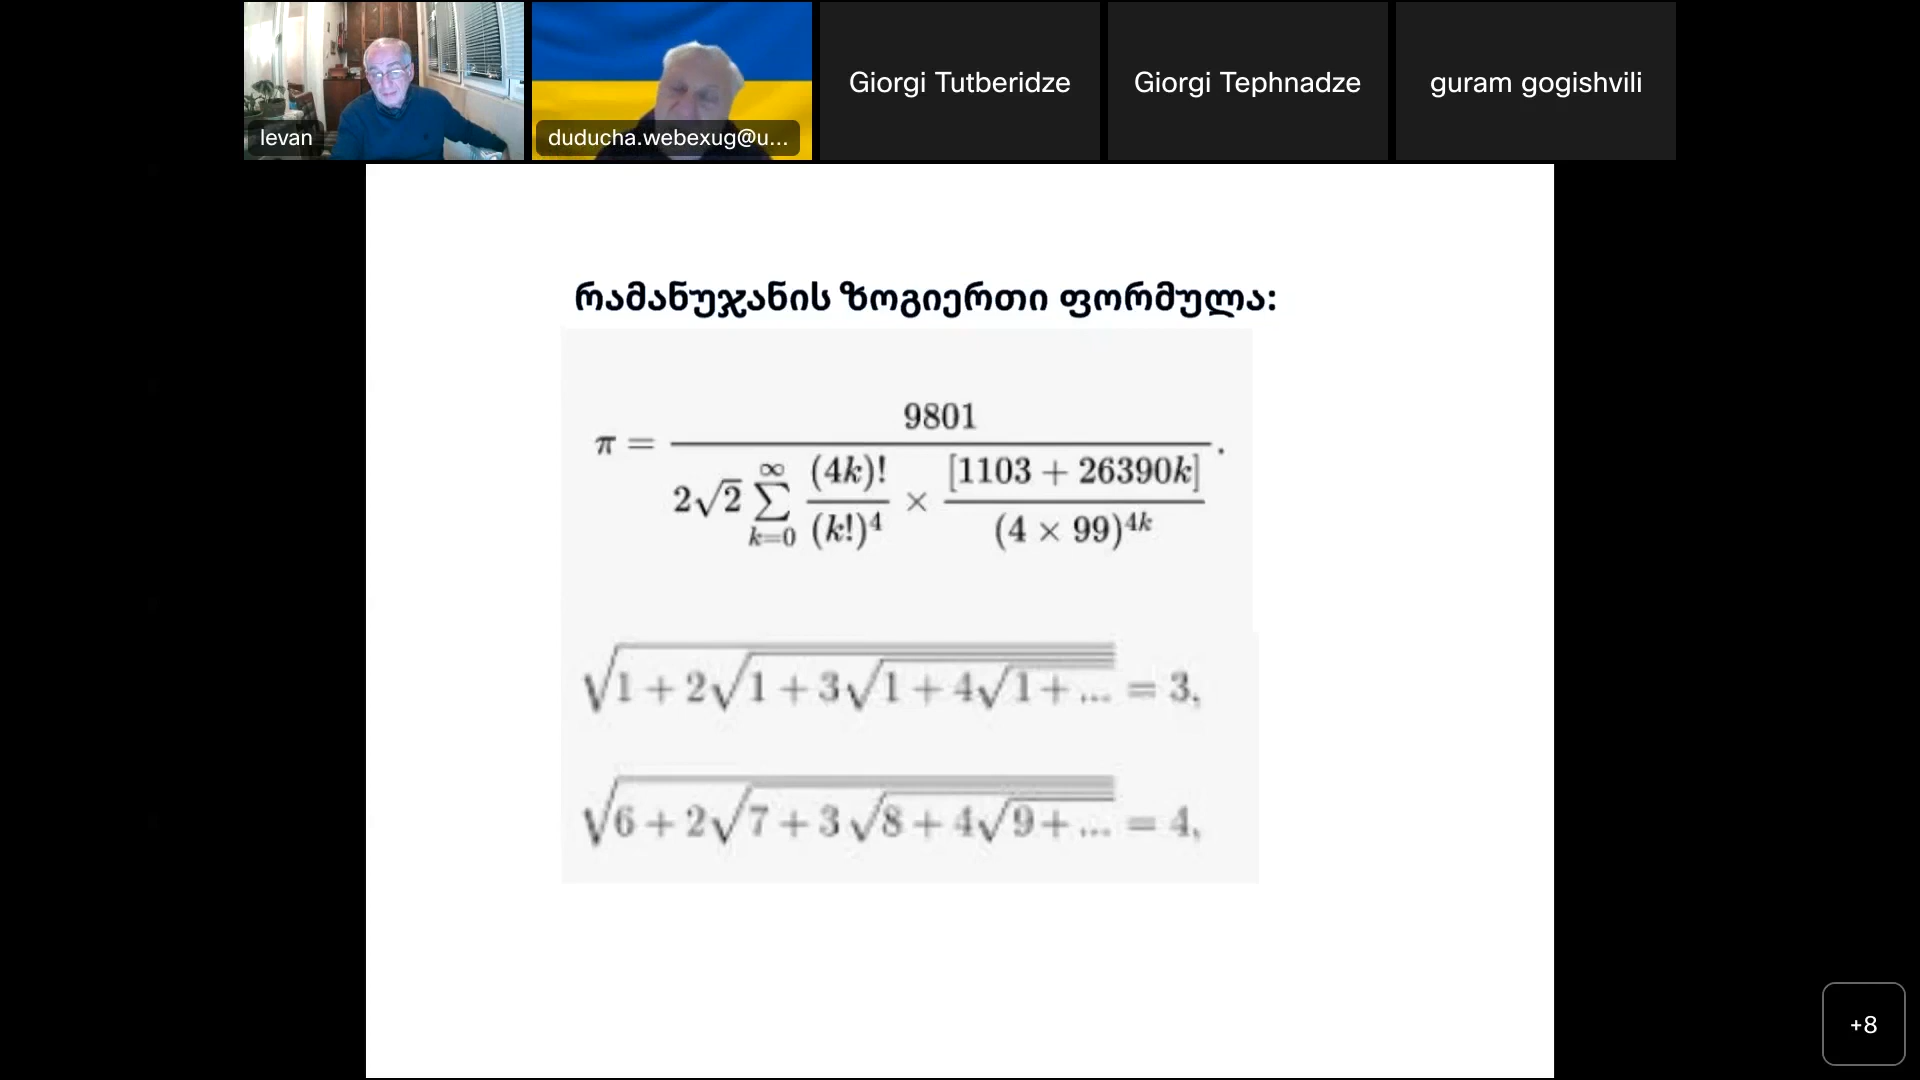 levan
duducha.webexug@u...
Giorgi Tutberidze
Giorgi Tephnadze
guram gogishvili
რამანუჯანის ზოგიერთი ფორმულა:
π = 9801 / (2√2 ∑_{k=0}^{∞} (4k)!/(k!)^4 × [1103 + 26390k]/(4 × 99)^{4k}) .
√(1 + 2√(1 + 3√(1 + 4√(1 + ...)))) = 3,
√(6 + 2√(7 + 3√(8 + 4√(9 + ...)))) = 4,
+8